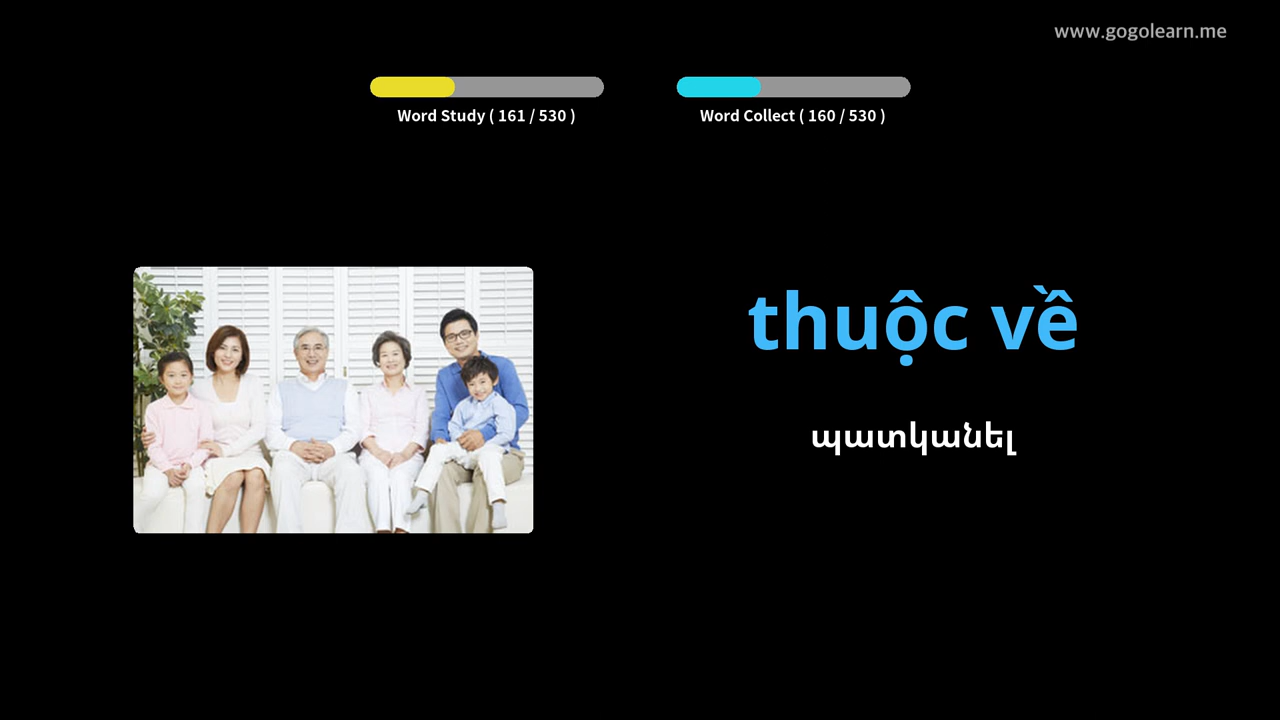 www.gogolearn.me
Word Study ( 161 / 530 )
Word Collect ( 160 / 530 )
thuộc về
պատկանել